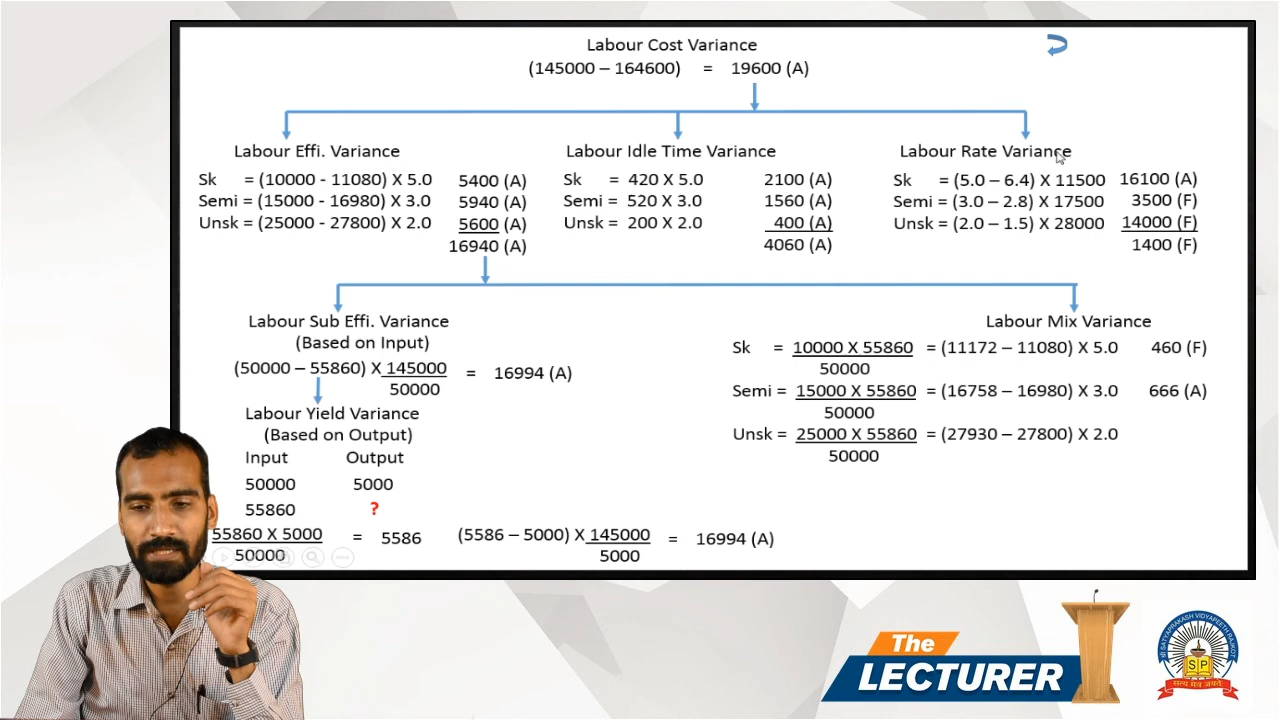 Labour Cost Variance
(145000 – 164600) = 19600 (A)
Labour Effi. Variance
Sk = (10000 - 11080) X 5.0 5400 (A)
Semi = (15000 - 16980) X 3.0 5940 (A)
Unsk = (25000 - 27800) X 2.0 5600 (A)
16940 (A)
Labour Idle Time Variance
Sk = 420 X 5.0 2100 (A)
Semi = 520 X 3.0 1560 (A)
Unsk = 200 X 2.0 400 (A)
4060 (A)
Labour Rate Variance
Sk = (5.0 – 6.4) X 11500 16100 (A)
Semi = (3.0 – 2.8) X 17500 3500 (F)
Unsk = (2.0 – 1.5) X 28000 14000 (F)
1400 (F)
Labour Sub Effi. Variance
(Based on Input)
(50000 – 55860) X 145000 = 16994 (A)
50000
Labour Yield Variance
(Based on Output)
Input Output
50000 5000
55860 ?
55860 X 5000 = 5586 (5586 – 5000) X 145000 = 16994 (A)
50000 5000
Labour Mix Variance
Sk = 10000 X 55860 = (11172 – 11080) X 5.0 460 (F)
50000
Semi = 15000 X 55860 = (16758 – 16980) X 3.0 666 (A)
50000
Unsk = 25000 X 55860 = (27930 – 27800) X 2.0
50000
The
LECTURER
श्री सत्यप्रकाश विद्यापीठ राजकोट
SP
सत्य मेव जयते